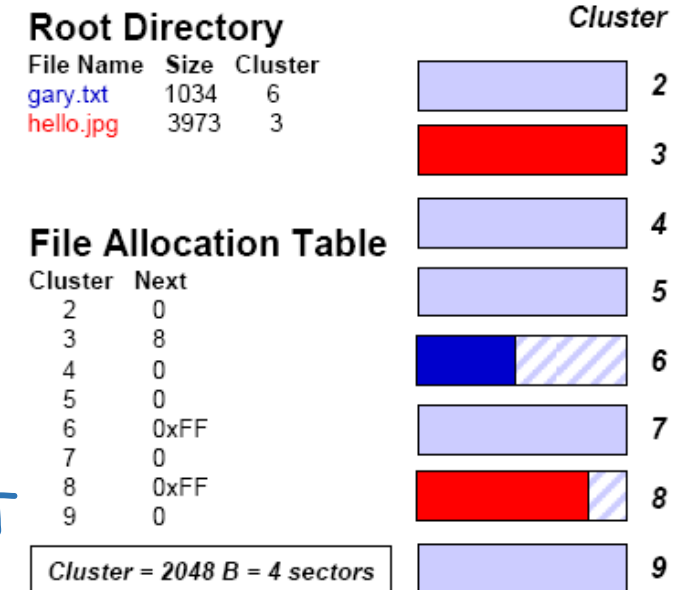 Root Directory
File Name Size Cluster
gary.txt 1034 6
hello.jpg 3973 3
File Allocation Table
Cluster Next
2 0
3 8
4 0
5 0
6 0xFF
7 0
8 0xFF
9 0
Cluster = 2048 B = 4 sectors
Cluster
2
3
4
5
6
7
8
9